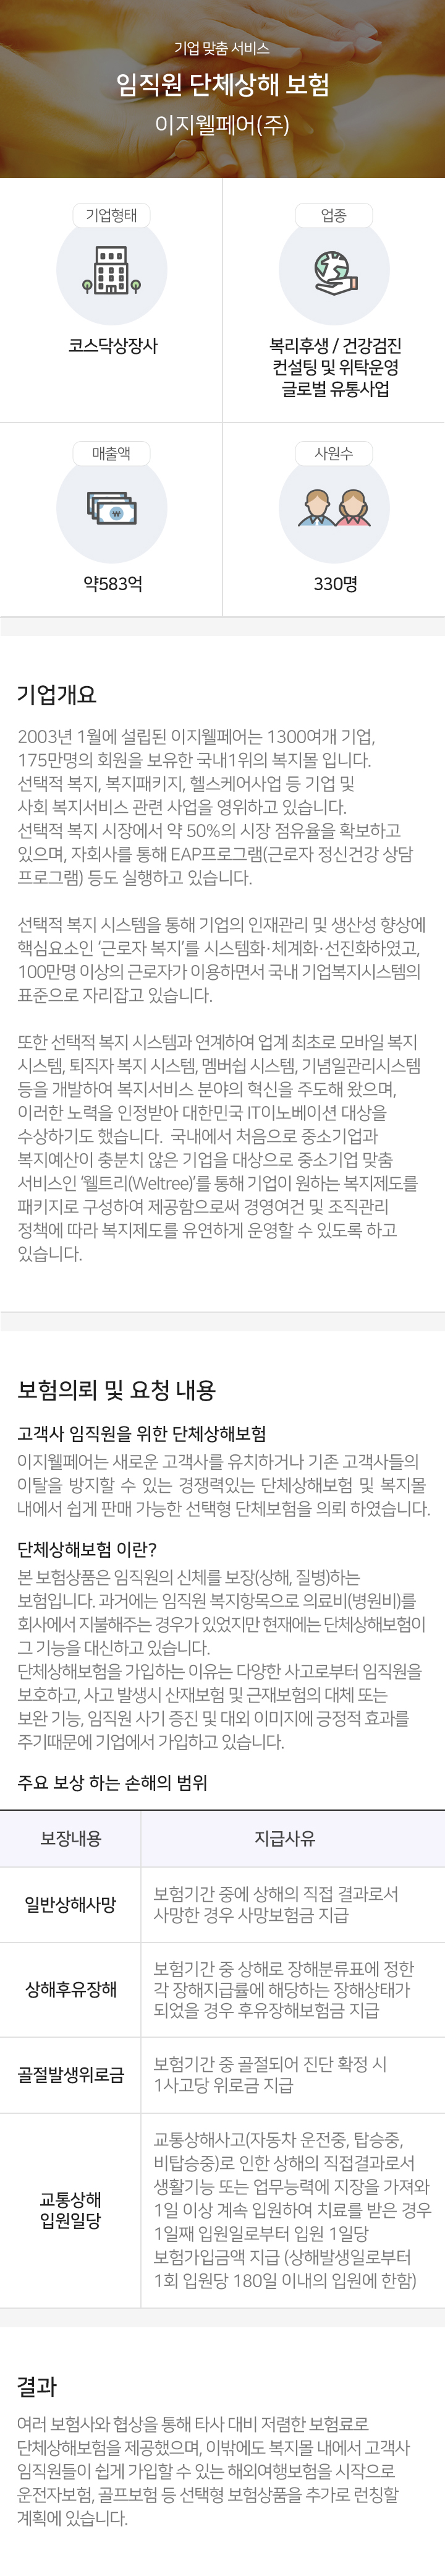 기업 맞춤 서비스
임직원 단체상해 보험
이지웰페어(주)
기업형태
코스닥상장사
업종
복리후생 / 건강검진
컨설팅 및 위탁운영
글로벌 유통사업
매출액
약583억
사원수
330명
기업개요
2003년 1월에 설립된 이지웰페어는 1300여개 기업,
175만명의 회원을 보유한 국내1위의 복지몰 입니다.
선택적 복지, 복지패키지, 헬스케어사업 등 기업 및
사회 복지서비스 관련 사업을 영위하고 있습니다.
선택적 복지 시장에서 약 50%의 시장 점유율을 확보하고
있으며, 자회사를 통해 EAP프로그램(근로자 정신건강 상담
프로그램) 등도 실행하고 있습니다.
선택적 복지 시스템을 통해 기업의 인재관리 및 생산성 향상에
핵심요소인 ‘근로자 복지’를 시스템화·체계화·선진화하였고,
100만명 이상의 근로자가 이용하면서 국내 기업복지시스템의
표준으로 자리잡고 있습니다.
또한 선택적 복지 시스템과 연계하여 업계 최초로 모바일 복지
시스템, 퇴직자 복지 시스템, 멤버쉽 시스템, 기념일관리시스템
등을 개발하여 복지서비스 분야의 혁신을 주도해 왔으며,
이러한 노력을 인정받아 대한민국 IT이노베이션 대상을
수상하기도 했습니다. 국내에서 처음으로 중소기업과
복지예산이 충분치 않은 기업을 대상으로 중소기업 맞춤
서비스인 ‘웰트리(Weltree)’를 통해 기업이 원하는 복지제도를
패키지로 구성하여 제공함으로써 경영여건 및 조직관리
정책에 따라 복지제도를 유연하게 운영할 수 있도록 하고
있습니다.
보험의뢰 및 요청 내용
고객사 임직원을 위한 단체상해보험
이지웰페어는 새로운 고객사를 유치하거나 기존 고객사들의
이탈을 방지할 수 있는 경쟁력있는 단체상해보험 및 복지몰
내에서 쉽게 판매 가능한 선택형 단체보험을 의뢰 하였습니다.
단체상해보험 이란?
본 보험상품은 임직원의 신체를 보장(상해, 질병)하는
보험입니다. 과거에는 임직원 복지항목으로 의료비(병원비)를
회사에서 지불해주는 경우가 있었지만 현재에는 단체상해보험이
그 기능을 대신하고 있습니다.
단체상해보험을 가입하는 이유는 다양한 사고로부터 임직원을
보호하고, 사고 발생시 산재보험 및 근재보험의 대체 또는
보완 기능, 임직원 사기 증진 및 대외 이미지에 긍정적 효과를
주기때문에 기업에서 가입하고 있습니다.
주요 보상 하는 손해의 범위
보장내용
지급사유
일반상해사망
보험기간 중에 상해의 직접 결과로서
사망한 경우 사망보험금 지급
상해후유장해
보험기간 중 상해로 장해분류표에 정한
각 장해지급률에 해당하는 장해상태가
되었을 경우 후유장해보험금 지급
골절발생위로금
보험기간 중 골절되어 진단 확정 시
1사고당 위로금 지급
교통상해
입원일당
교통상해사고(자동차 운전중, 탑승중,
비탑승중)로 인한 상해의 직접결과로서
생활기능 또는 업무능력에 지장을 가져와
1일 이상 계속 입원하여 치료를 받은 경우
1일째 입원일로부터 입원 1일당
보험가입금액 지급 (상해발생일로부터
1회 입원당 180일 이내의 입원에 한함)
결과
여러 보험사와 협상을 통해 타사 대비 저렴한 보험료로
단체상해보험을 제공했으며, 이밖에도 복지몰 내에서 고객사
임직원들이 쉽게 가입할 수 있는 해외여행보험을 시작으로
운전자보험, 골프보험 등 선택형 보험상품을 추가로 런칭할
계획에 있습니다.